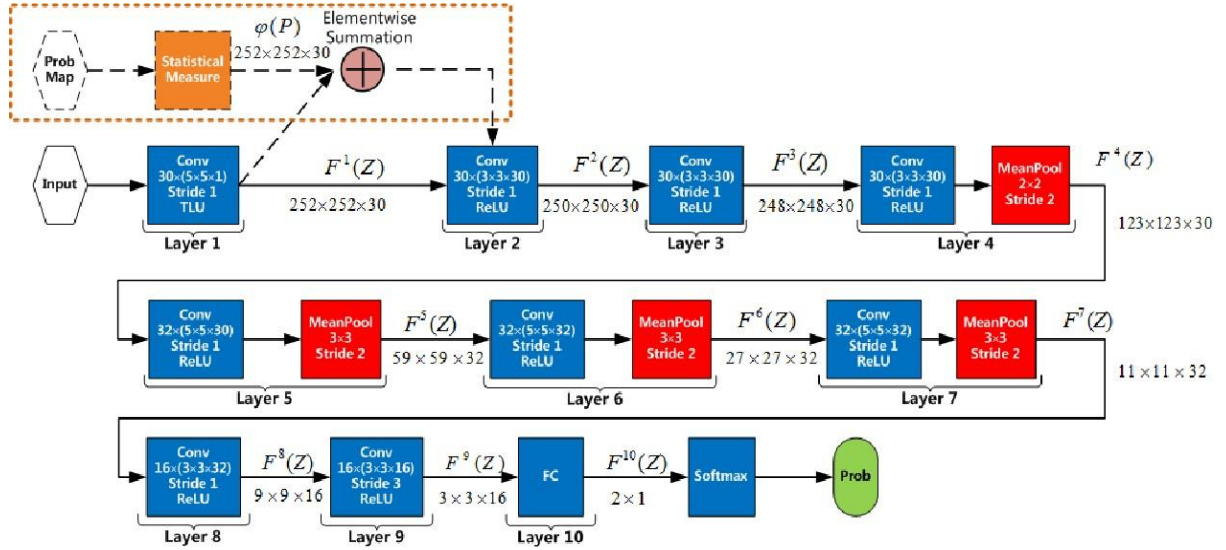 Prob
Map
Statistical
Measure
φ(P)
252×252×30
Elementwise
Summation
Input
Conv
30×(5×5×1)
Stride 1
TLU
Layer 1
F¹(Z)
252×252×30
Conv
30×(3×3×30)
Stride 1
ReLU
Layer 2
F²(Z)
250×250×30
Conv
30×(3×3×30)
Stride 1
ReLU
Layer 3
F³(Z)
248×248×30
Conv
30×(3×3×30)
Stride 1
ReLU
MeanPool
2×2
Stride 2
Layer 4
F⁴(Z)
123×123×30
Conv
32×(5×5×30)
Stride 1
ReLU
MeanPool
3×3
Stride 2
Layer 5
F⁵(Z)
59×59×32
Conv
32×(5×5×32)
Stride 1
ReLU
MeanPool
3×3
Stride 2
Layer 6
F⁶(Z)
27×27×32
Conv
32×(5×5×32)
Stride 1
ReLU
MeanPool
3×3
Stride 2
Layer 7
F⁷(Z)
11×11×32
Conv
16×(3×3×32)
Stride 1
ReLU
Layer 8
F⁸(Z)
9×9×16
Conv
16×(3×3×16)
Stride 3
ReLU
Layer 9
F⁹(Z)
3×3×16
FC
Layer 10
F¹⁰(Z)
2×1
Softmax
Prob